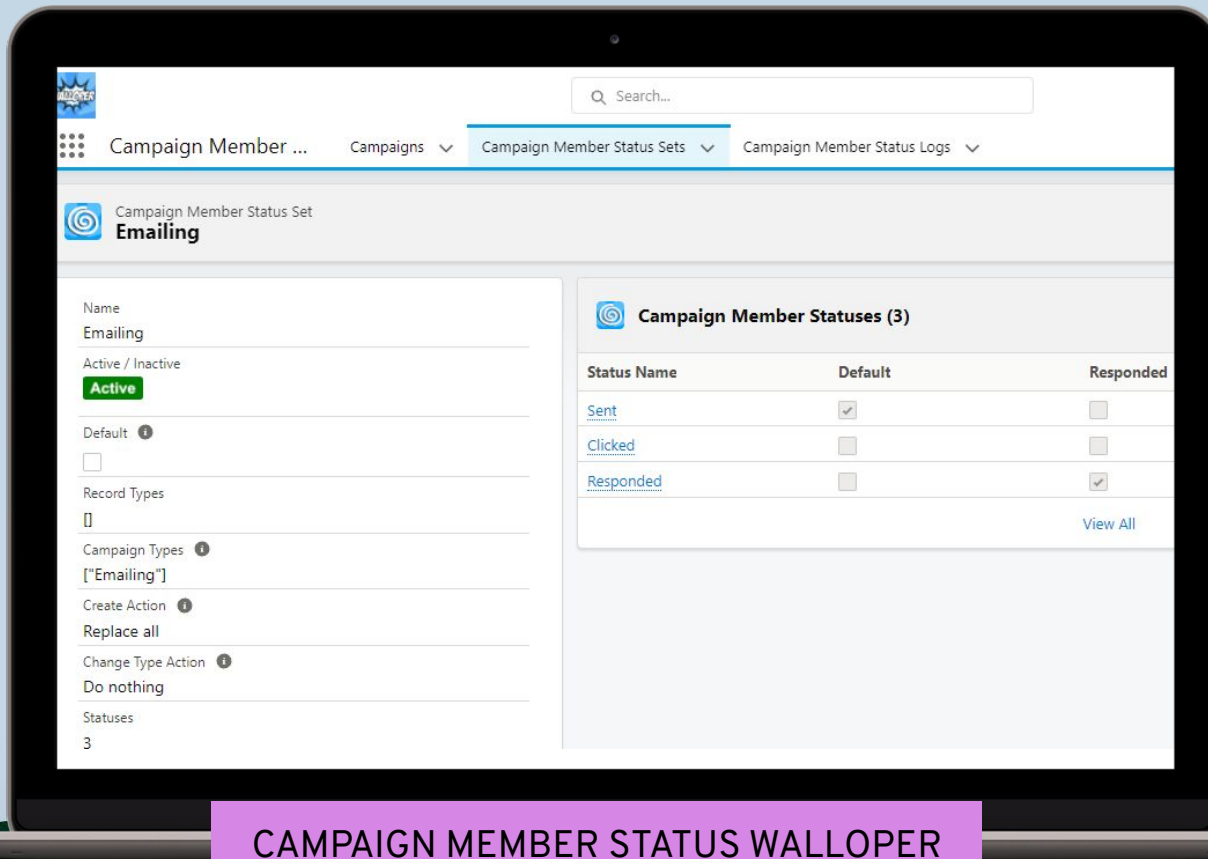 WALLOPER
Search...
Campaign Member ... Campaigns Campaign Member Status Sets Campaign Member Status Logs
Campaign Member Status Set
Emailing
Name
Emailing
Active / Inactive
Active
Default
Record Types
[]
Campaign Types
["Emailing"]
Create Action
Replace all
Change Type Action
Do nothing
Statuses
3
Campaign Member Statuses (3)
Status Name Default Responded
Sent
Clicked
Responded
View All
CAMPAIGN MEMBER STATUS WALLOPER